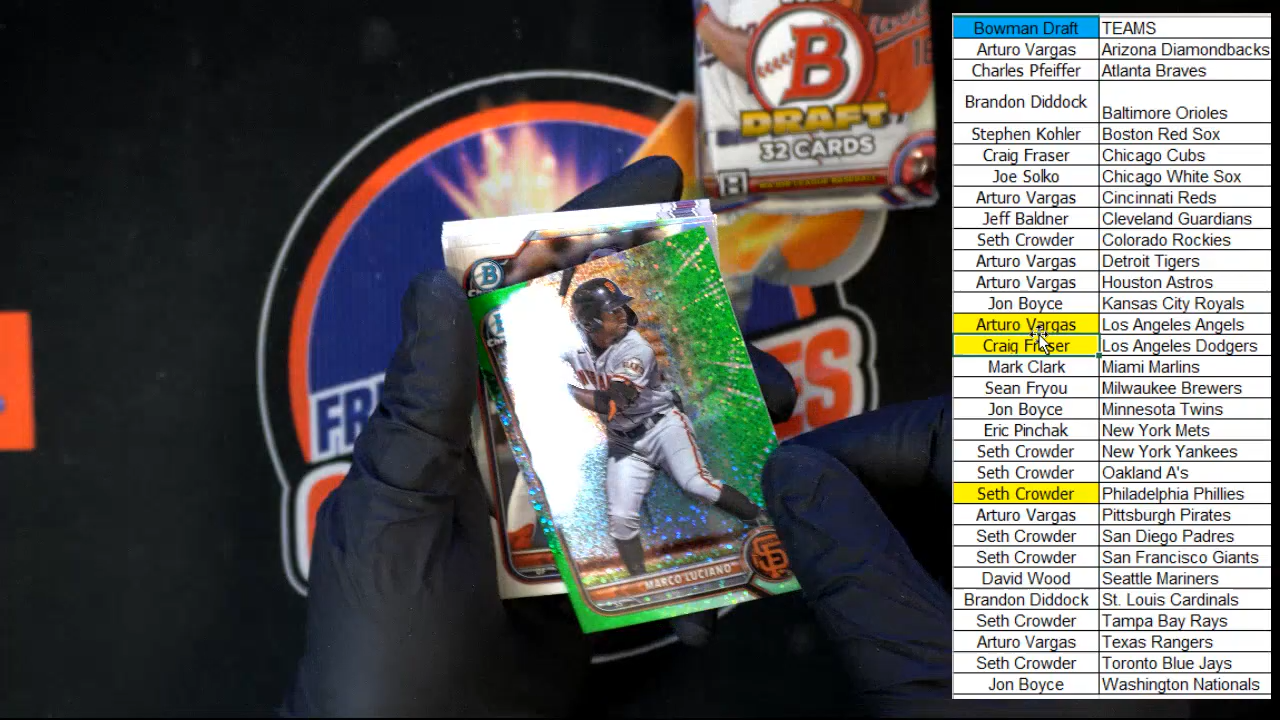 B
DRAFT
32 CARDS
MAJOR LEAGUE BASEBALL
B
FR
ES
SF
MARCO LUCIANO
Bowman Draft TEAMS
Arturo Vargas Arizona Diamondbacks
Charles Pfeiffer Atlanta Braves
Brandon Diddock Baltimore Orioles
Stephen Kohler Boston Red Sox
Craig Fraser Chicago Cubs
Joe Solko Chicago White Sox
Arturo Vargas Cincinnati Reds
Jeff Baldner Cleveland Guardians
Seth Crowder Colorado Rockies
Arturo Vargas Detroit Tigers
Arturo Vargas Houston Astros
Jon Boyce Kansas City Royals
Arturo Vargas Los Angeles Angels
Craig Fraser Los Angeles Dodgers
Mark Clark Miami Marlins
Sean Fryou Milwaukee Brewers
Jon Boyce Minnesota Twins
Eric Pinchak New York Mets
Seth Crowder New York Yankees
Seth Crowder Oakland A's
Seth Crowder Philadelphia Phillies
Arturo Vargas Pittsburgh Pirates
Seth Crowder San Diego Padres
Seth Crowder San Francisco Giants
David Wood Seattle Mariners
Brandon Diddock St. Louis Cardinals
Seth Crowder Tampa Bay Rays
Arturo Vargas Texas Rangers
Seth Crowder Toronto Blue Jays
Jon Boyce Washington Nationals